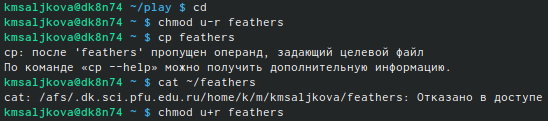 kmsaljkova@dk8n74 ~/play $ cd
kmsaljkova@dk8n74 ~ $ chmod u-r feathers
kmsaljkova@dk8n74 ~ $ cp feathers
cp: после 'feathers' пропущен операнд, задающий целевой файл
По команде «cp --help» можно получить дополнительную информацию.
kmsaljkova@dk8n74 ~ $ cat ~/feathers
cat: /afs/.dk.sci.pfu.edu.ru/home/k/m/kmsaljkova/feathers: Отказано в доступе
kmsaljkova@dk8n74 ~ $ chmod u+r feathers